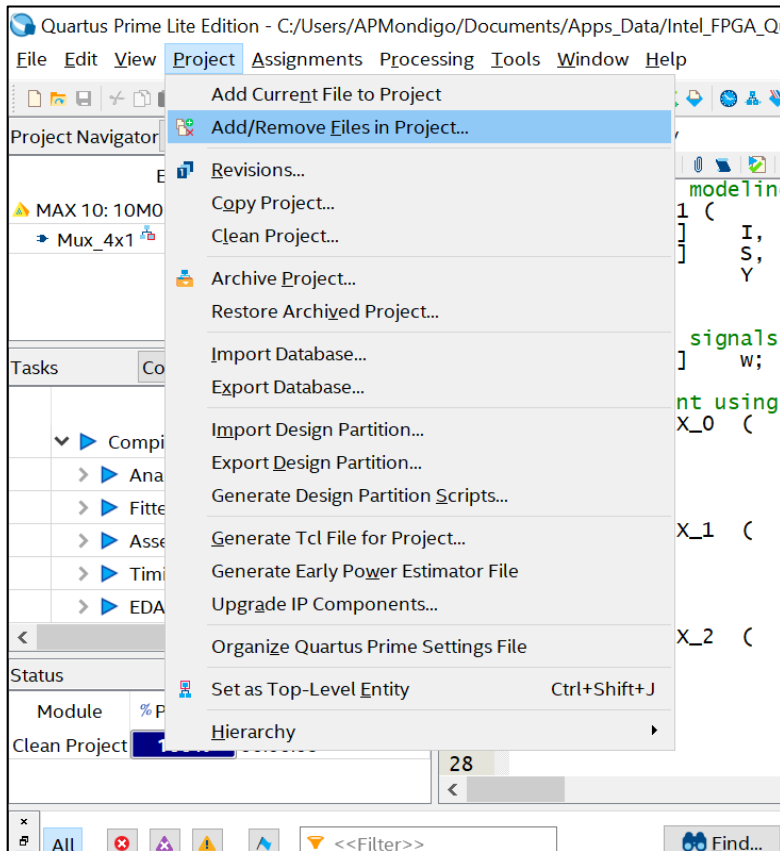 Quartus Prime Lite Edition - C:/Users/APMondigo/Documents/Apps_Data/Intel_FPGA_Q
File Edit View Project Assignments Processing Tools Window Help
Add Current File to Project
Add/Remove Files in Project...
Project Navigator
Revisions...
modeling
MAX 10: 10M0
Copy Project...
1 (
Mux_4x1
Clean Project...
] I,
] S,
Y
Archive Project...
Restore Archived Project...
signals
Tasks
Co
Import Database...
] w;
Export Database...
nt using
Import Design Partition...
X_0 (
Compi
Export Design Partition...
Ana
Generate Design Partition Scripts...
Fitte
Generate Tcl File for Project...
X_1 (
Asse
Generate Early Power Estimator File
Timi
Upgrade IP Components...
EDA
Organize Quartus Prime Settings File
X_2 (
Status
Set as Top-Level Entity Ctrl+Shift+J
Module % P
Hierarchy
Clean Project
28
All
<<Filter>>
Find...